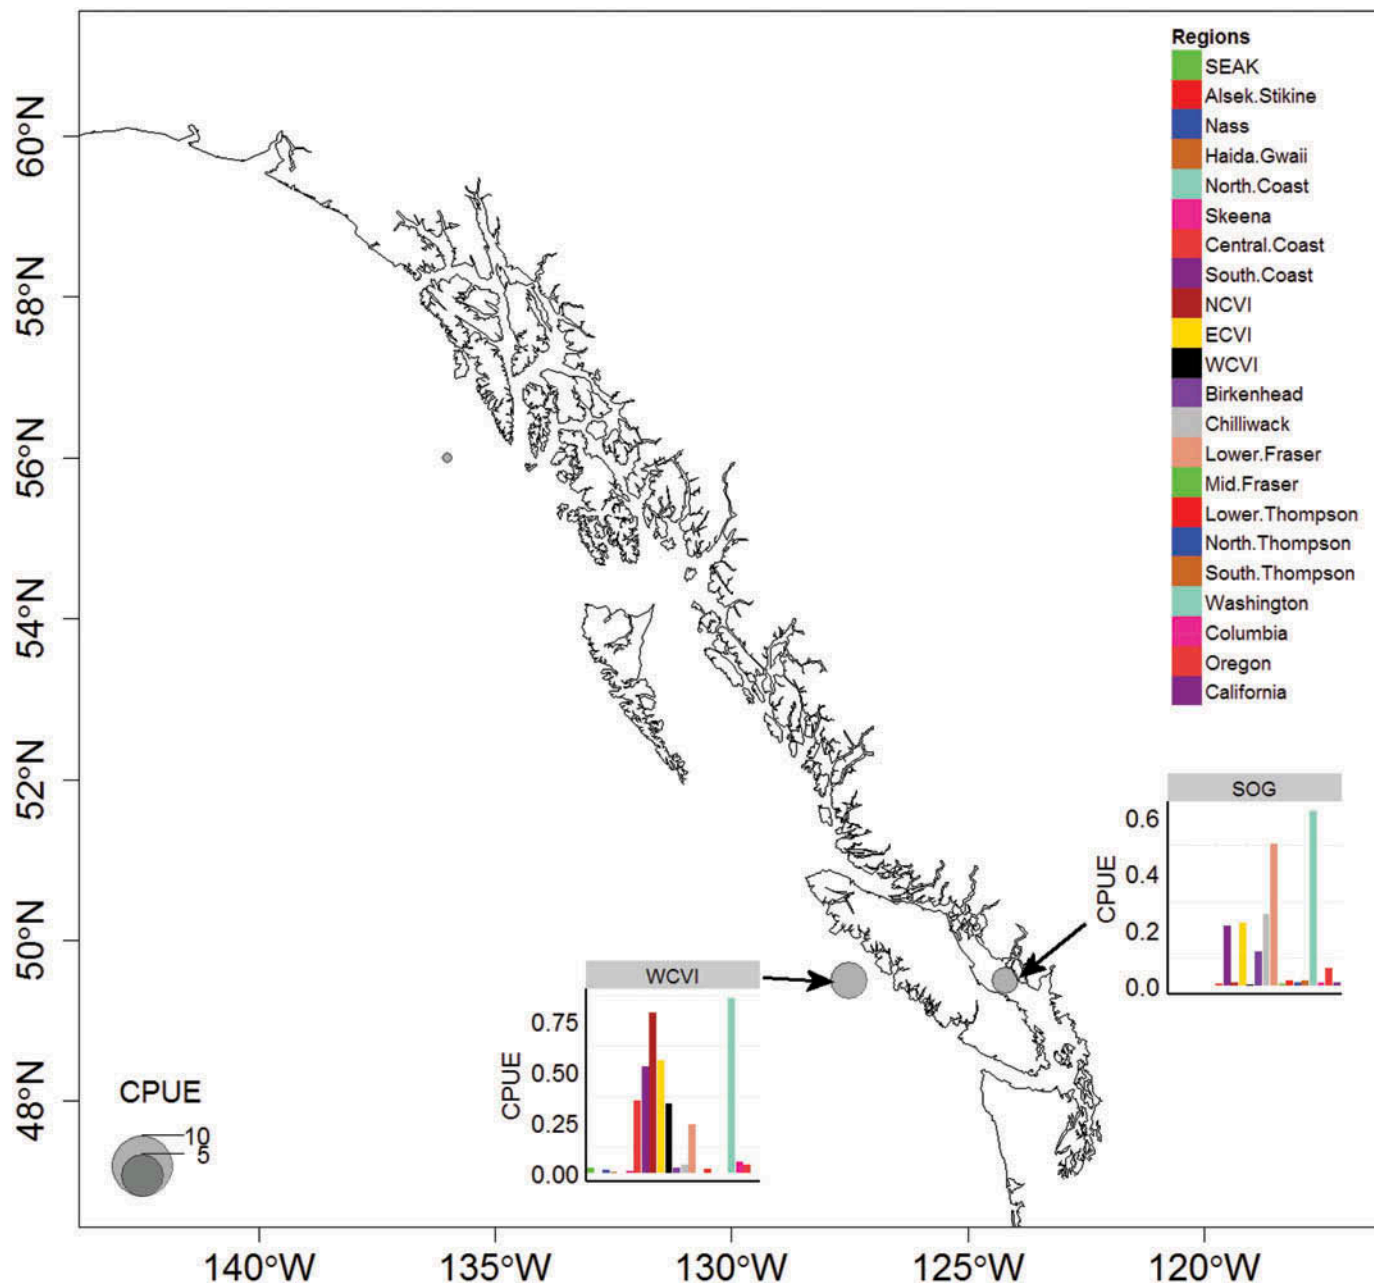 Regions
SEAK
Alsek.Stikine
Nass
Haida.Gwaii
North.Coast
Skeena
Central.Coast
South.Coast
NCVI
ECVI
WCVI
Birkenhead
Chilliwack
Lower.Fraser
Mid.Fraser
Lower.Thompson
North.Thompson
South.Thompson
Washington
Columbia
Oregon
California
60°N
58°N
56°N
54°N
52°N
50°N
48°N
SOG
CPUE
0.6
0.4
0.2
0.0
WCVI
CPUE
0.75
0.50
0.25
0.00
CPUE
10
5
140°W
135°W
130°W
125°W
120°W